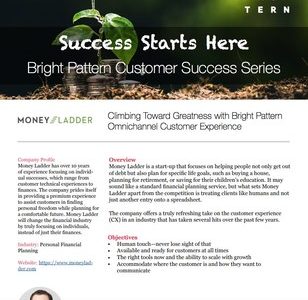 TERN
Success Starts Here
Bright Pattern Customer Success Series
MONEY LADDER
Climbing Toward Greatness with Bright Pattern
Omnichannel Customer Experience
Company Profile
Money Ladder has over 10 years
of experience focusing on individ-
ual successes, which range from
customer technical experiences to
finances. The company prides itself
in providing a premium experience
to assist customers in finding
personal freedom while planning for
a comfortable future. Money Ladder
will change the financial industry
by truly focusing on individuals,
instead of just their finances.
Industry: Personal Financial
Planning
Website: https://www.moneylad-
der.com
Overview
Money Ladder is a start-up that focuses on helping people not only get out
of debt but also plan for specific life goals, such as buying a house,
planning for retirement, or saving for their children's education. It may
sound like a standard financial planning service, but what sets Money
Ladder apart from the competition is treating clients like humans and not
just another entry onto a spreadsheet.
The company offers a truly refreshing take on the customer experience
(CX) in an industry that has taken several hits over the past few years.
Objectives
• Human touch—never lose sight of that
• Available and ready for customers at all times
• The right tools now and the ability to scale with growth
• Accommodate where the customer is and how they want to
communicate